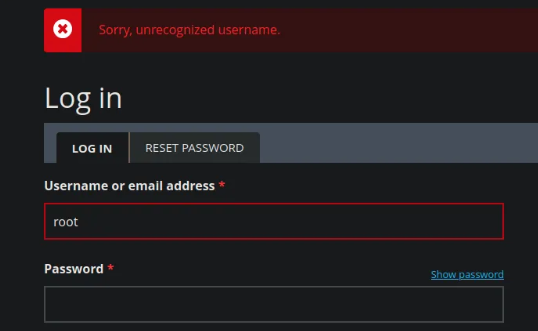 Sorry, unrecognized username.
Log in
LOG IN RESET PASSWORD
Username or email address *
root
Password * Show password